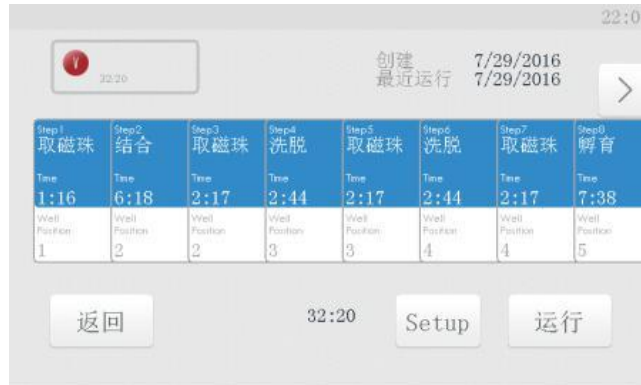 22:0
V
32:20
创建 7/29/2016
最近运行 7/29/2016
>
Step1 Step2 Step3 Step4 Step5 Step6 Step7 Step8
取磁珠 结合 取磁珠 洗脱 取磁珠 洗脱 取磁珠 孵育
Time Time Time Time Time Time Time Time
1:16 6:18 2:17 2:44 2:17 2:44 2:17 7:38
Well Well Well Well Well Well Well Well
Position Position Position Position Position Position Position Position
1 2 2 3 3 4 4 5
返回 32:20 Setup 运行